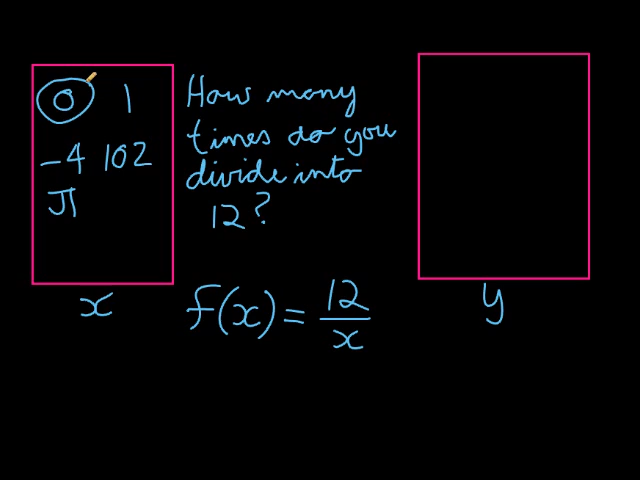 0 1
-4 102
π
How many
times do you
divide into
12?
x
f(x) = 12/x
y